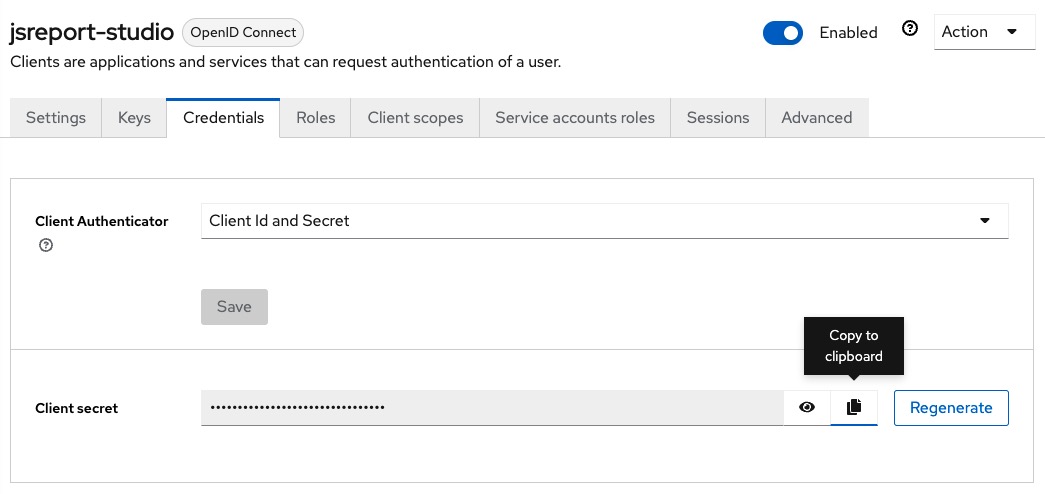 jsreport-studio OpenID Connect Enabled Action
Clients are applications and services that can request authentication of a user.
Settings Keys Credentials Roles Client scopes Service accounts roles Sessions Advanced
Client Authenticator Client Id and Secret
Save
Copy to
clipboard
Client secret •••••••••••••••••••••••••••••••• Regenerate